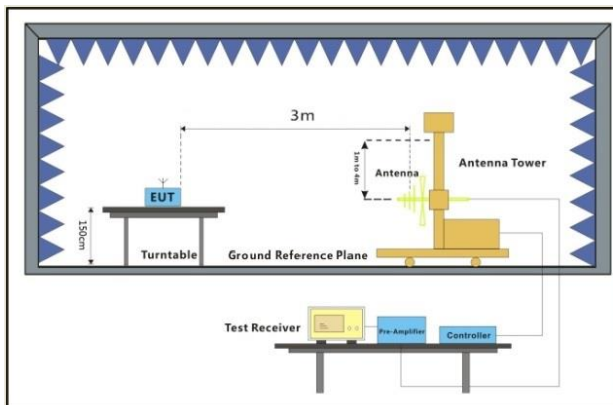 3m
1m to 4m
Antenna
Antenna Tower
EUT
150cm
Turntable
Ground Reference Plane
Test Receiver
Pre-Amplifier
Controller